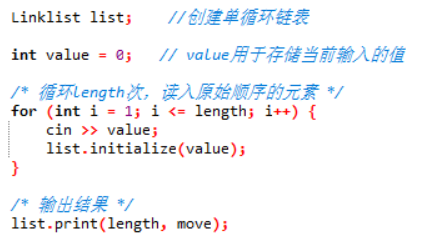 Linklist list;    //创建单循环链表
int value = 0;   // value用于存储当前输入的值
/* 循环length次，读入原始顺序的元素 */
for (int i = 1; i <= length; i++) {
    cin >> value;
    list.initialize(value);
}
/* 输出结果 */
list.print(length, move);